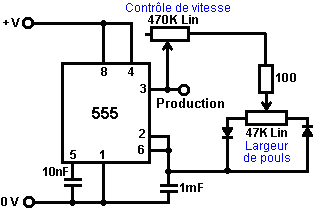 Contrôle de vitesse
470K Lin
+V
8
4
3
555
Production
100
2
6
47K Lin
Largeur
de pouls
10nF
5
1
1mF
0V